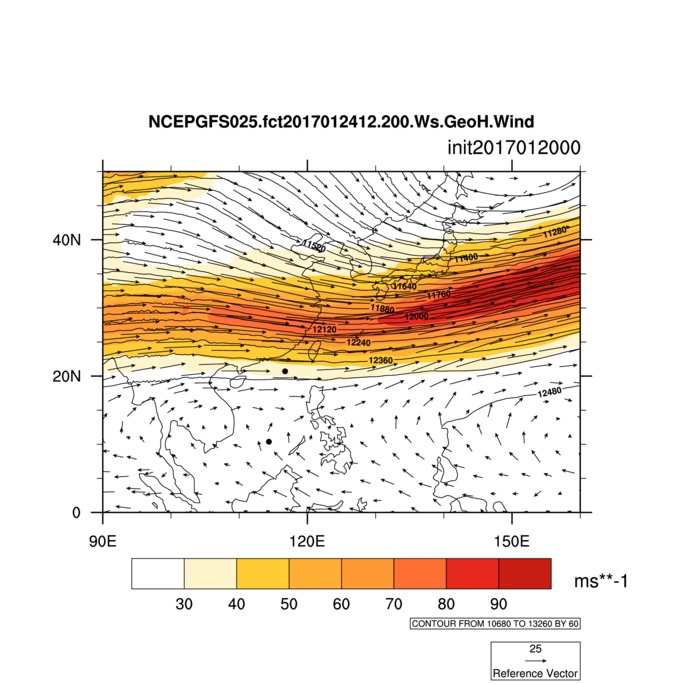 NCEPGFS025.fct2017012412.200.Ws.GeoH.Wind
init2017012000
40N
20N
0
11520
11280
11400
11640
11760
11880
12000
12120
12240
12360
12480
90E 120E 150E
30 40 50 60 70 80 90
ms**-1
CONTOUR FROM 10680 TO 13260 BY 60
25
Reference Vector